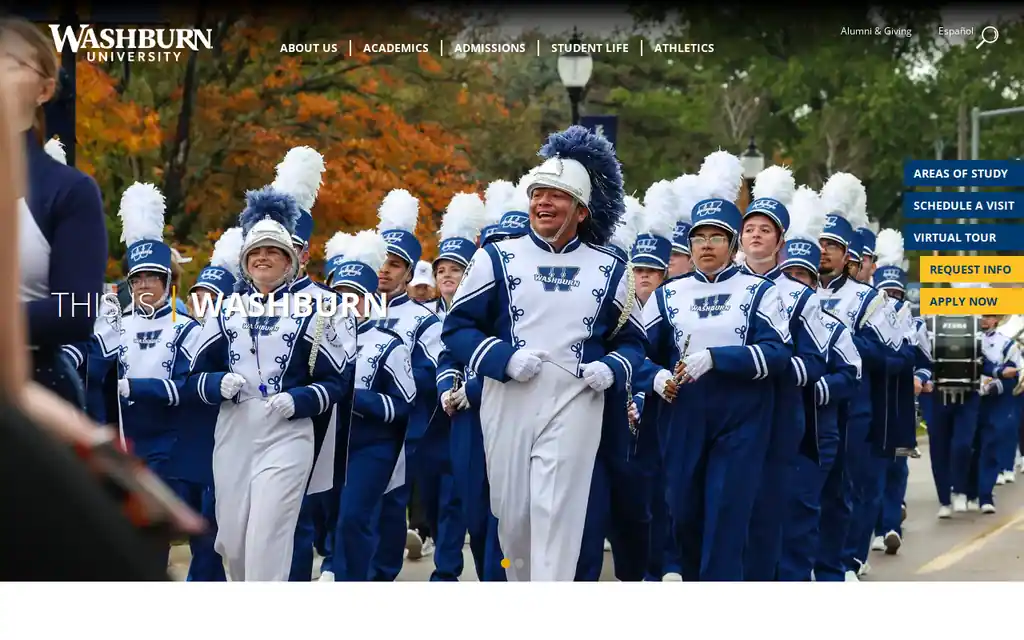 WASHBURN
UNIVERSITY
ABOUT US
ACADEMICS
ADMISSIONS
STUDENT LIFE
ATHLETICS
Alumni & Giving
Español
AREAS OF STUDY
SCHEDULE A VISIT
VIRTUAL TOUR
REQUEST INFO
APPLY NOW
THIS IS | WASHBURN
WASHBURN
WASHBURN
WASHBURN
TAMA